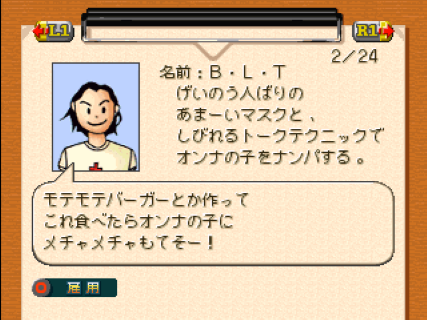 L1
R1
2/24
名前:B・L・T
げいのう人ばりの
あまーいマスクと、
しびれるトークテクニックで
オンナの子をナンパする。
モテモテバーガーとか作って
これ食べたらオンナの子に
メチャメチャもてそー!
雇用